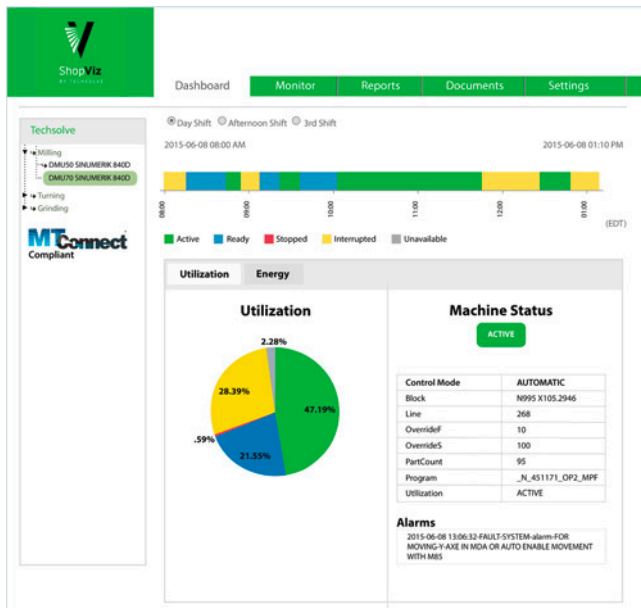 ShopViz
BY TECHSOLVE
Dashboard
Monitor
Reports
Documents
Settings
Techsolve
Milling
DMU50 SINUMERIK 840D
DMU70 SINUMERIK 840D
Turning
Grinding
MTConnect
Compliant
Day Shift Afternoon Shift 3rd Shift
2015-06-08 08:00 AM
2015-06-08 01:10 PM
08:00
09:00
10:00
11:00
12:00
01:00
(EDT)
Active Ready Stopped Interrupted Unavailable
Utilization
Energy
Utilization
2.28%
28.39%
47.19%
.59%
21.55%
Machine Status
ACTIVE
Control Mode AUTOMATIC
Block N995 X105.2946
Line 268
OverrideF 10
OverrideS 100
PartCount 95
Program _N_451171_OP2_MPF
Utilization ACTIVE
Alarms
2015-06-08 13:06:32-FAULT-SYSTEM-alarm-FOR
MOVING-Y-AXE IN MDA OR AUTO ENABLE MOVEMENT
WITH M85